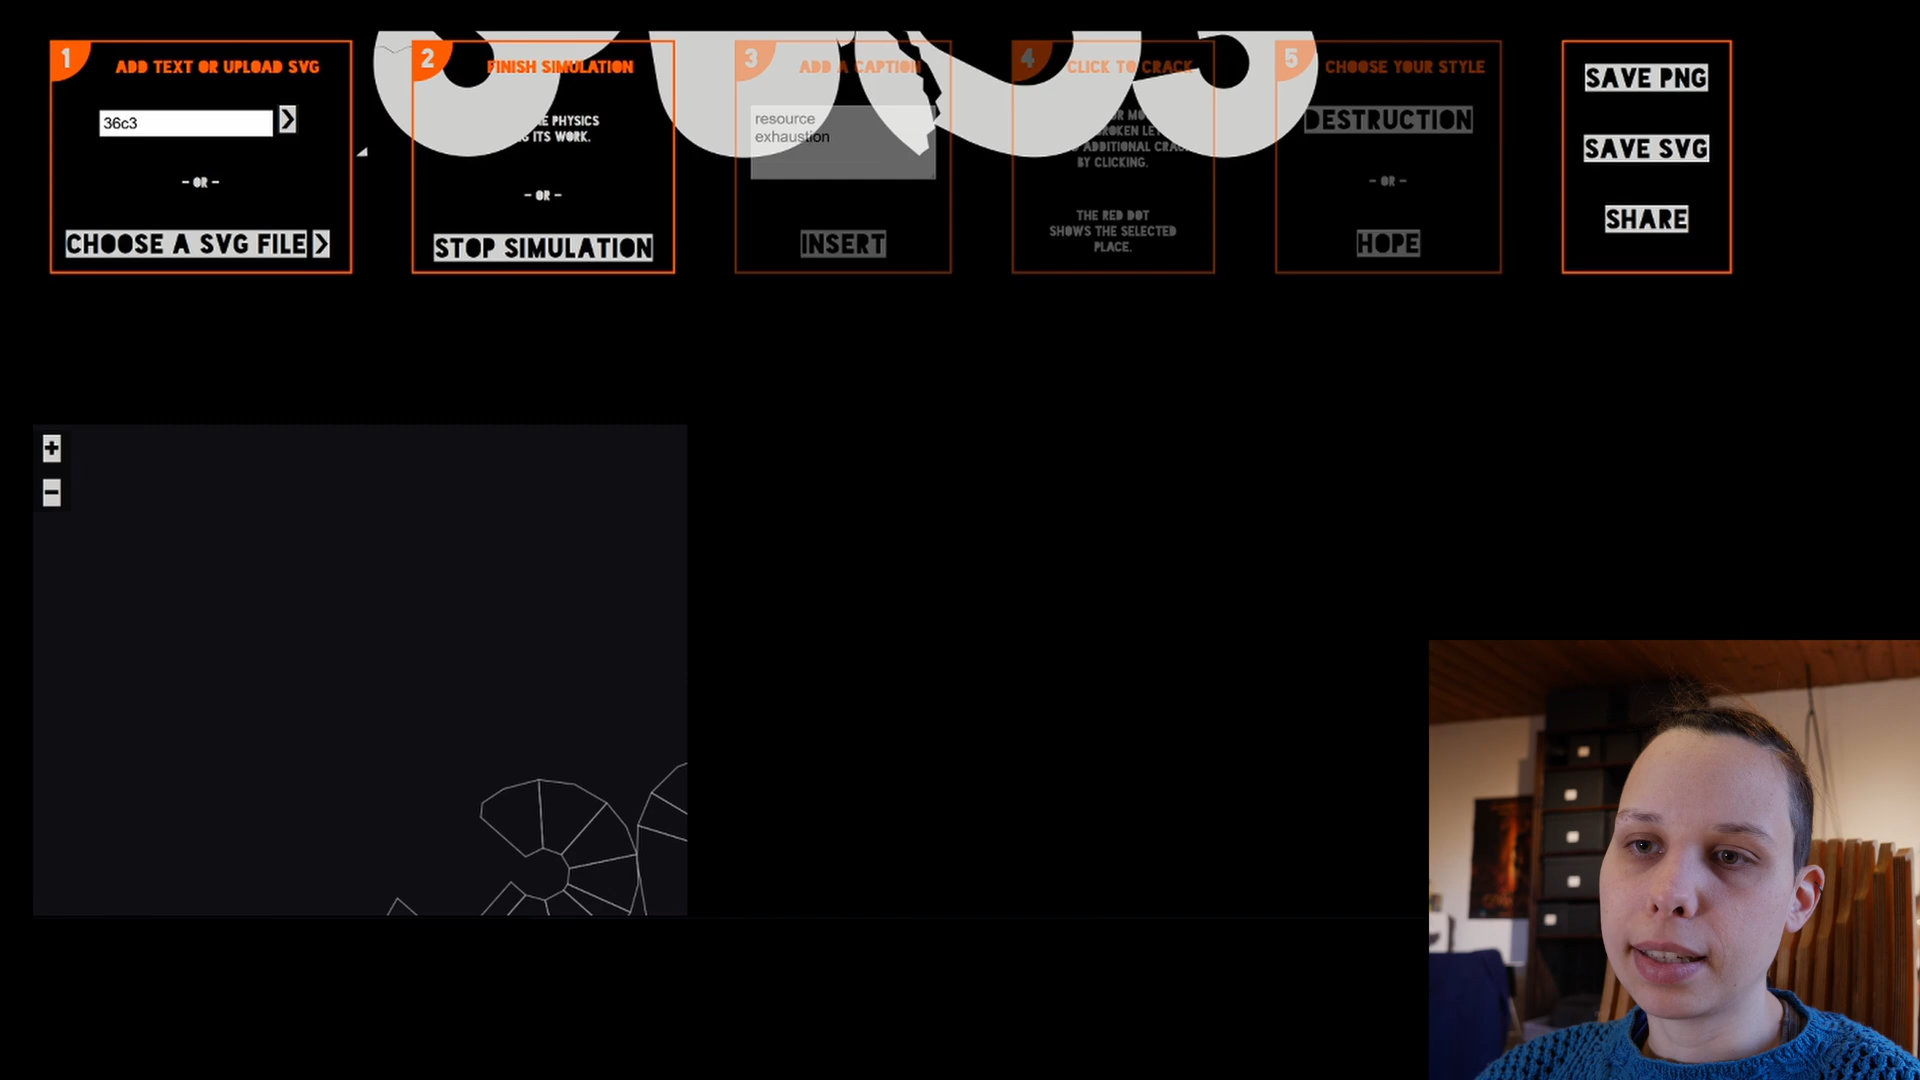 1
ADD TEXT OR UPLOAD SVG
36c3
- OR -
CHOOSE A SVG FILE
2
FINISH SIMULATION
PHYSICS
ITS WORK.
- OR -
STOP SIMULATION
3
ADD A CAPTION
resource
exhaustion
INSERT
4
CLICK TO CRACK
ADDITIONAL
BY CLICKING.
THE RED DOT
SHOWS THE SELECTED
PLACE.
5
CHOOSE YOUR STYLE
DESTRUCTION
- OR -
HOPE
SAVE PNG
SAVE SVG
SHARE
+
-